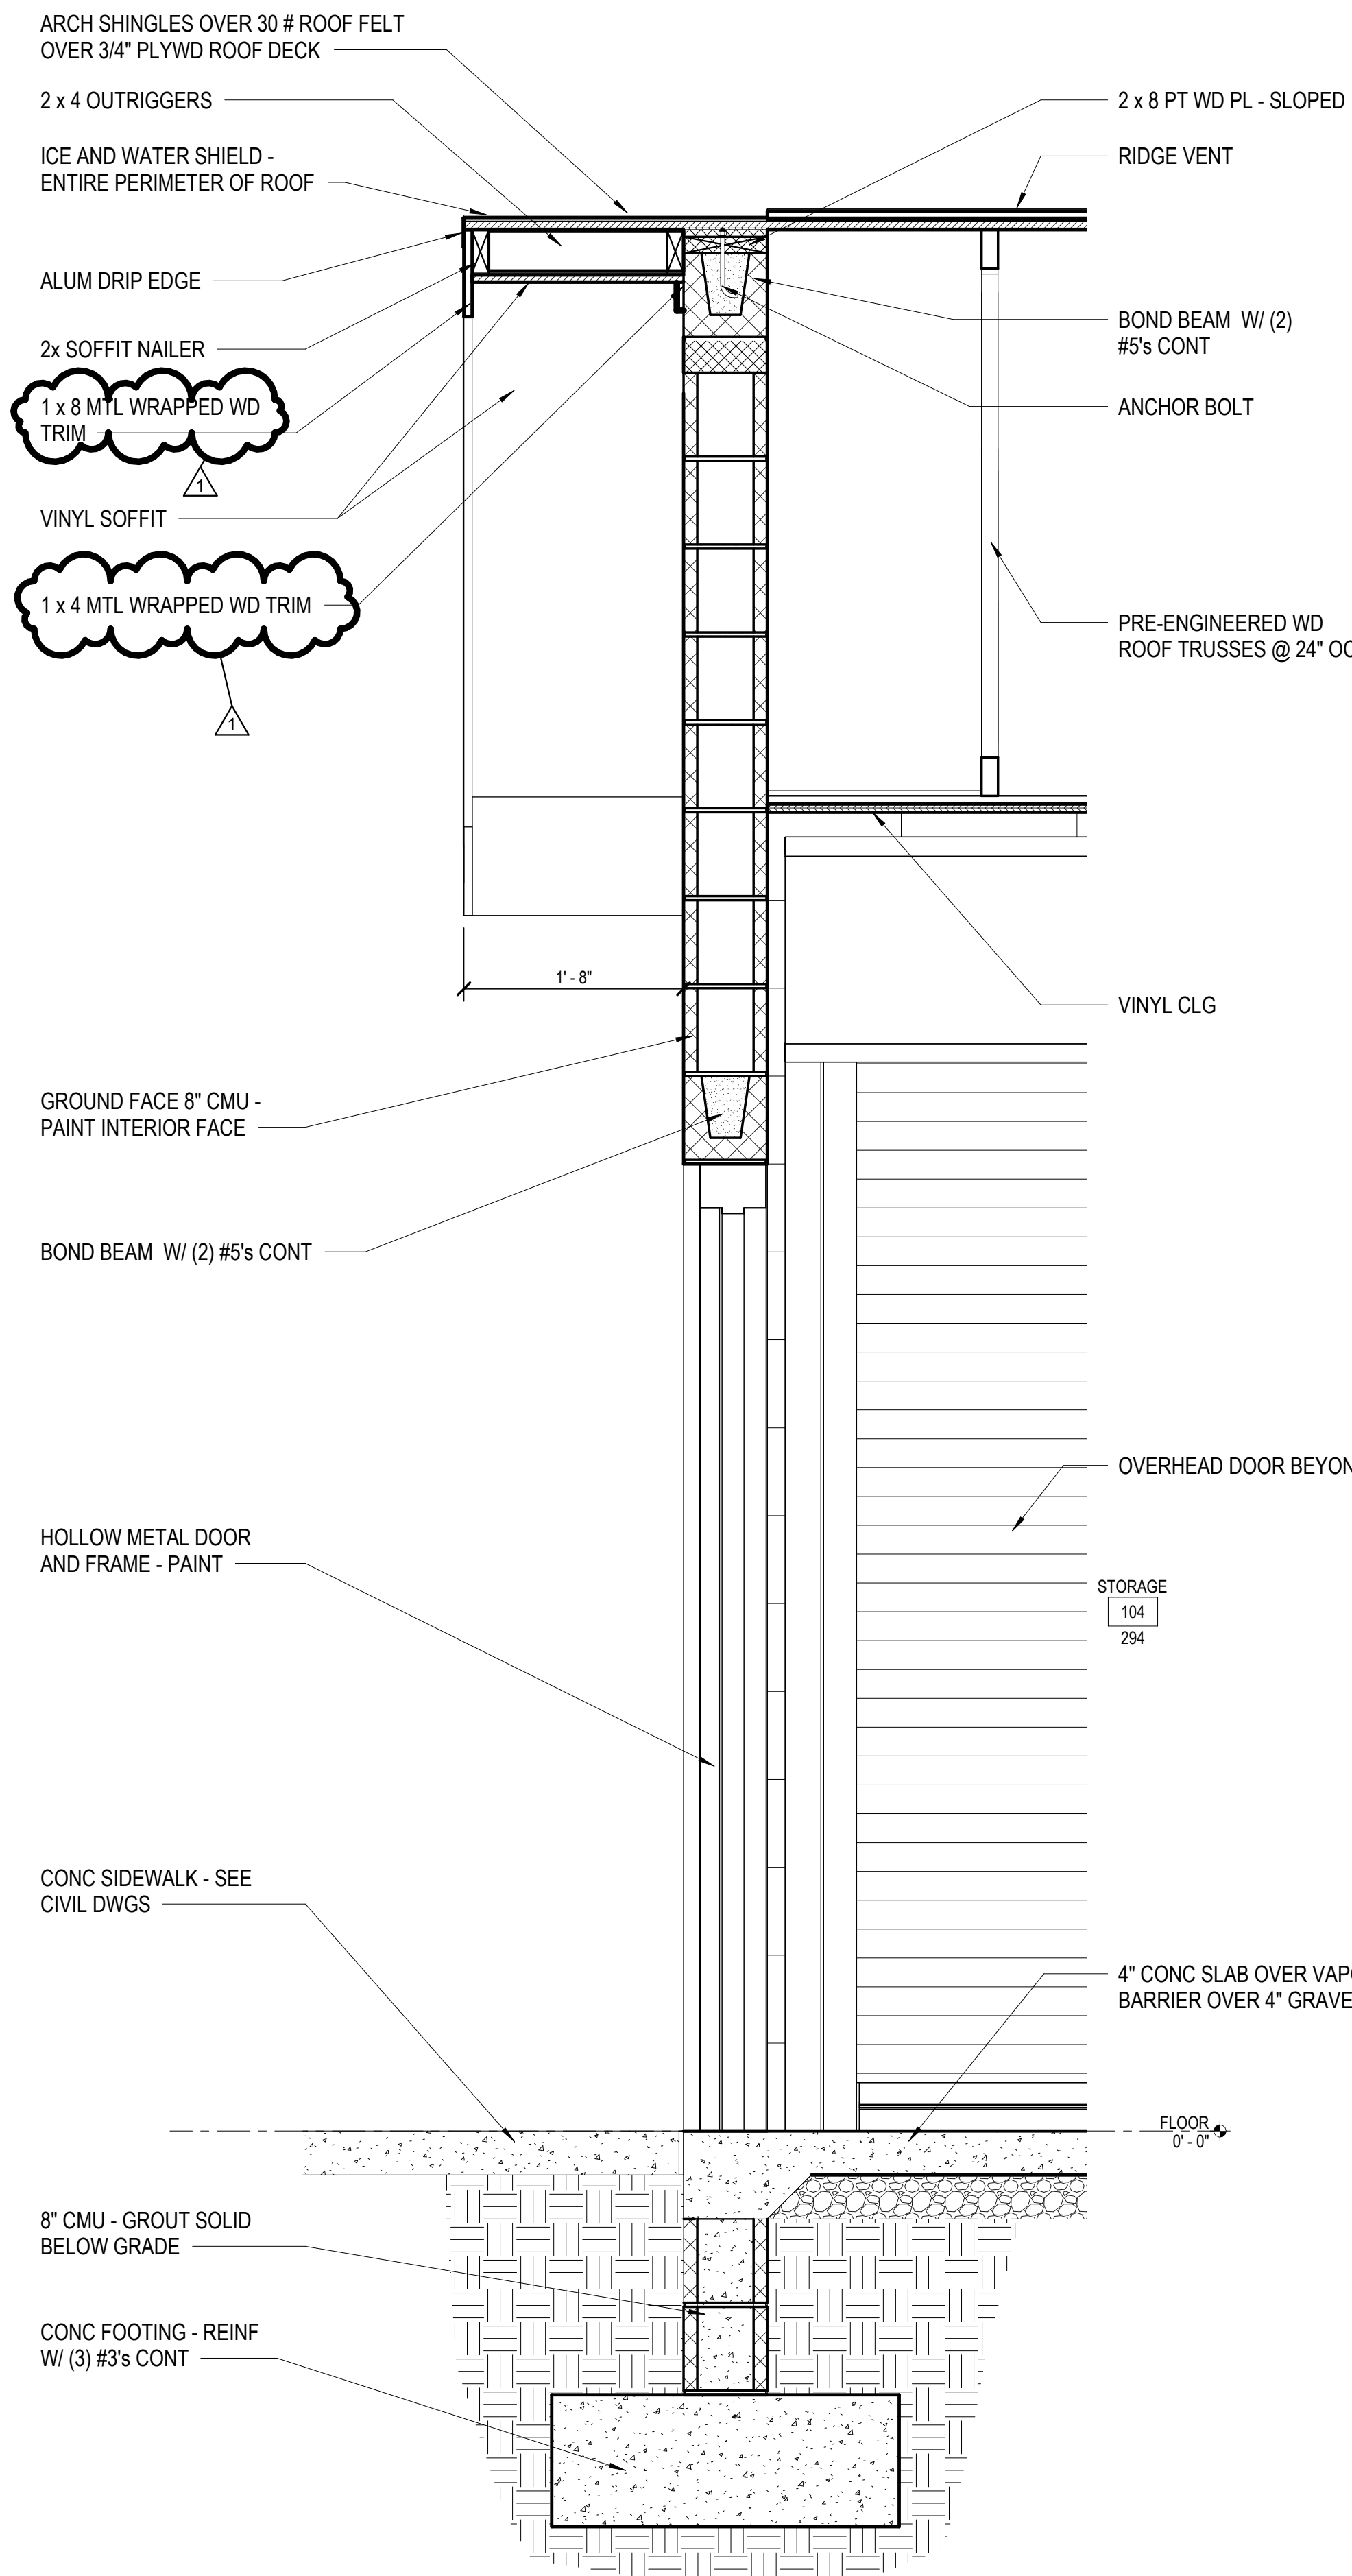 ARCH SHINGLES OVER 30 # ROOF FELT
OVER 3/4" PLYWD ROOF DECK
2 x 4 OUTRIGGERS
ICE AND WATER SHIELD -
ENTIRE PERIMETER OF ROOF
ALUM DRIP EDGE
2x SOFFIT NAILER
1 x 8 MTL WRAPPED WD
TRIM
1
VINYL SOFFIT
1 x 4 MTL WRAPPED WD TRIM
1
1' - 8"
GROUND FACE 8" CMU -
PAINT INTERIOR FACE
BOND BEAM W/ (2) #5's CONT
HOLLOW METAL DOOR
AND FRAME - PAINT
CONC SIDEWALK - SEE
CIVIL DWGS
8" CMU - GROUT SOLID
BELOW GRADE
CONC FOOTING - REINF
W/ (3) #3's CONT
2 x 8 PT WD PL - SLOPED
RIDGE VENT
BOND BEAM W/ (2)
#5's CONT
ANCHOR BOLT
PRE-ENGINEERED WD
ROOF TRUSSES @ 24" OC
VINYL CLG
OVERHEAD DOOR
STORAGE
104
294
4" CONC SLAB OVER
BARRIER OVER 4"
FLOOR
0' - 0"